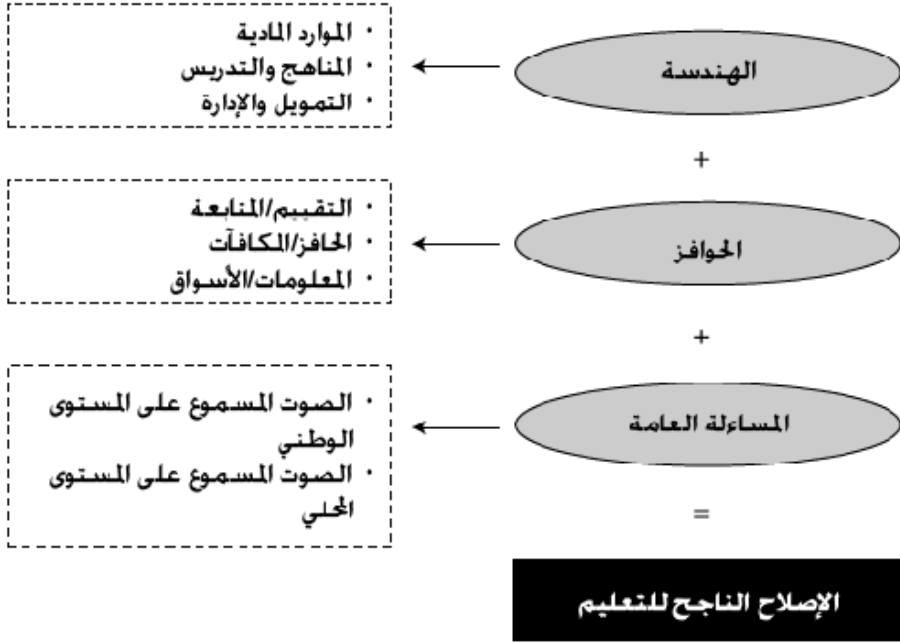 الهندسة
· الموارد المادية
· المناهج والتدريس
· التمويل والإدارة
+
الحوافز
· التقييم/المتابعة
· الحافز/المكافآت
· المعلومات/الأسواق
+
المساءلة العامة
· الصوت المسموع على المستوى
الوطني
· الصوت المسموع على المستوى
المحلي
=
الإصلاح الناجح للتعليم